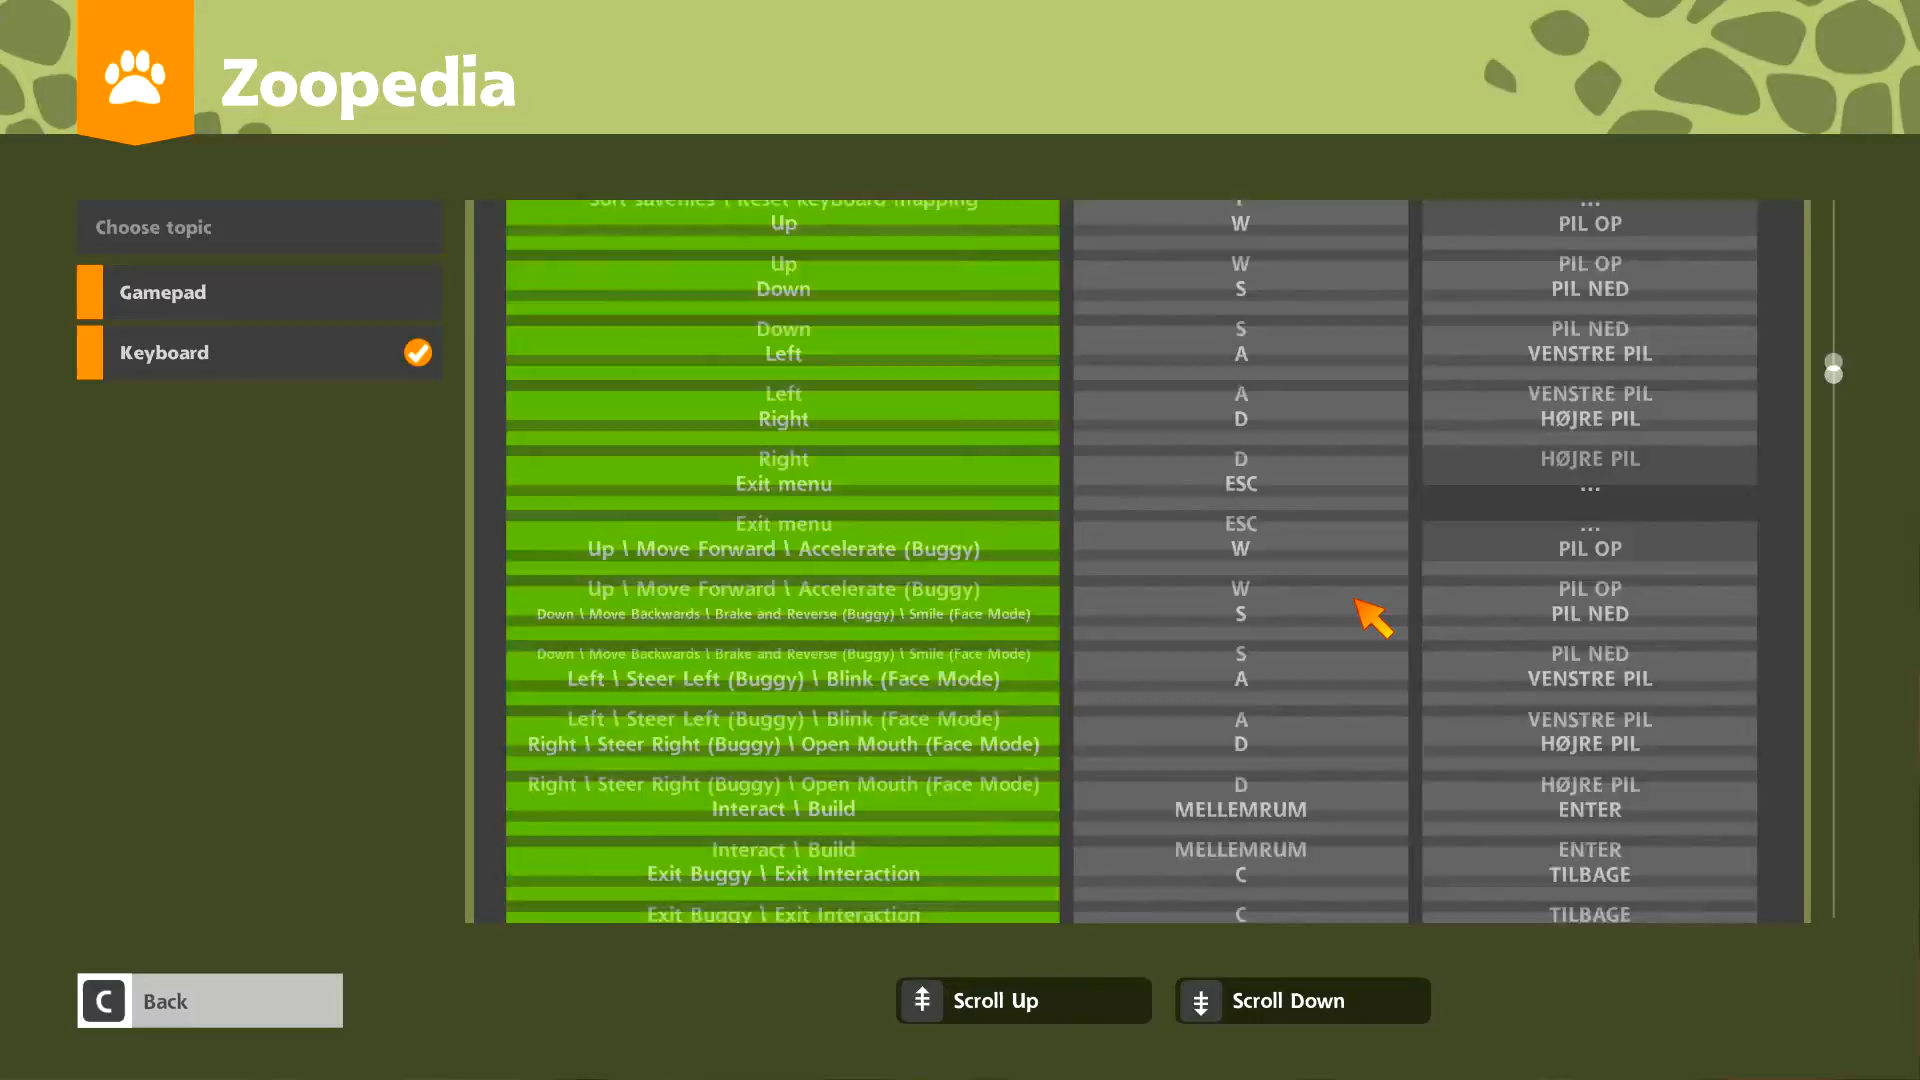 Zoopedia
Choose topic
Gamepad
Keyboard
Sort savefiles \ Reset keyboard mapping ...
Up W PIL OP
Up W PIL OP
Down S PIL NED
Down S PIL NED
Left A VENSTRE PIL
Left A VENSTRE PIL
Right D HØJRE PIL
Right D HØJRE PIL
Exit menu ESC ...
Exit menu ESC ...
Up \ Move Forward \ Accelerate (Buggy) W PIL OP
Up \ Move Forward \ Accelerate (Buggy) W PIL OP
Down \ Move Backwards \ Brake and Reverse (Buggy) \ Smile (Face Mode) S PIL NED
Down \ Move Backwards \ Brake and Reverse (Buggy) \ Smile (Face Mode) S PIL NED
Left \ Steer Left (Buggy) \ Blink (Face Mode) A VENSTRE PIL
Left \ Steer Left (Buggy) \ Blink (Face Mode) A VENSTRE PIL
Right \ Steer Right (Buggy) \ Open Mouth (Face Mode) D HØJRE PIL
Right \ Steer Right (Buggy) \ Open Mouth (Face Mode) D HØJRE PIL
Interact \ Build MELLEMRUM ENTER
Interact \ Build MELLEMRUM ENTER
Exit Buggy \ Exit Interaction C TILBAGE
Exit Buggy \ Exit Interaction C TILBAGE
C Back
Scroll Up
Scroll Down